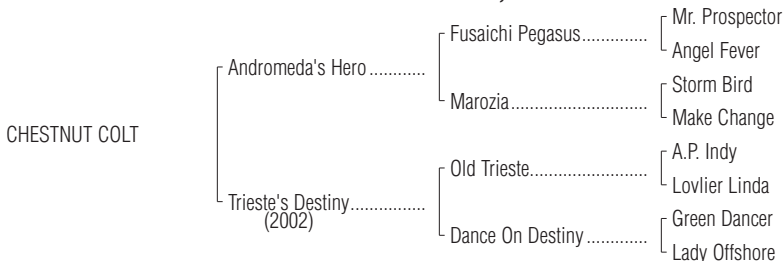 Mr. Prospector
Fusaichi Pegasus..............
Angel Fever
Andromeda's Hero ............
Storm Bird
Marozia.............................
Make Change
CHESTNUT COLT
A.P. Indy
Old Trieste.........................
Lovlier Linda
Trieste's Destiny................
(2002)
Green Dancer
Dance On Destiny .............
Lady Offshore